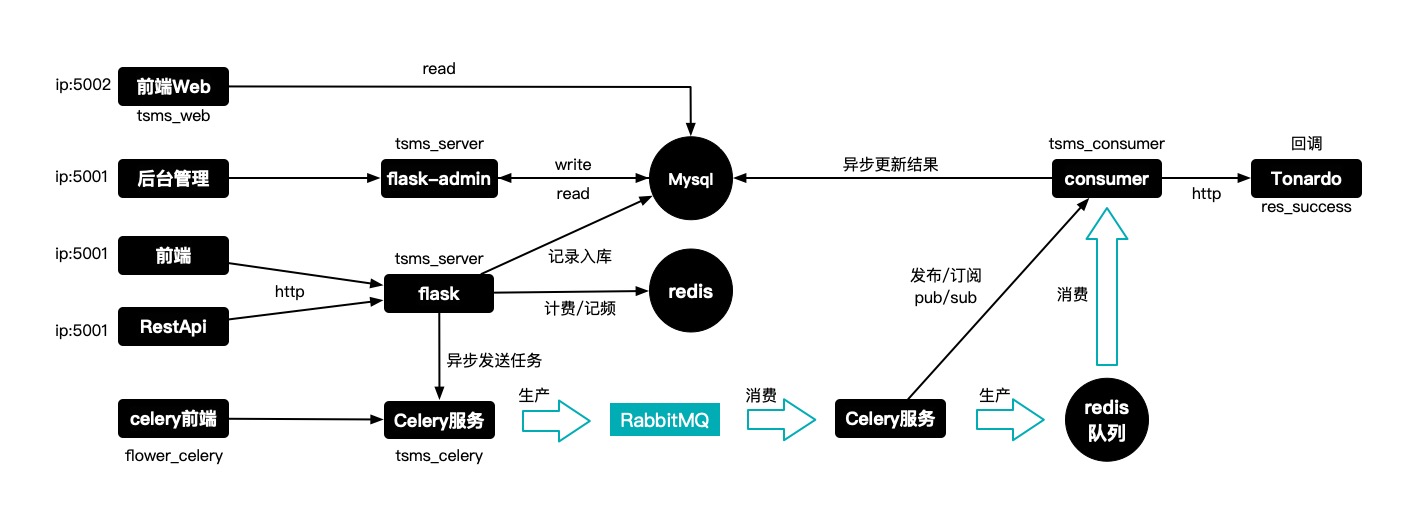 read
ip:5002
前端Web
tsms_web
tsms_server
tsms_consumer
回调
ip:5001
后台管理
flask-admin
write
read
Mysql
异步更新结果
consumer
http
Tonardo
res_success
ip:5001
前端
http
tsms_server
flask
记录入库
计费/记频
redis
发布/订阅
pub/sub
消费
ip:5001
RestApi
异步发送任务
celery前端
flower_celery
Celery服务
tsms_celery
生产
RabbitMQ
消费
Celery服务
生产
redis
队列